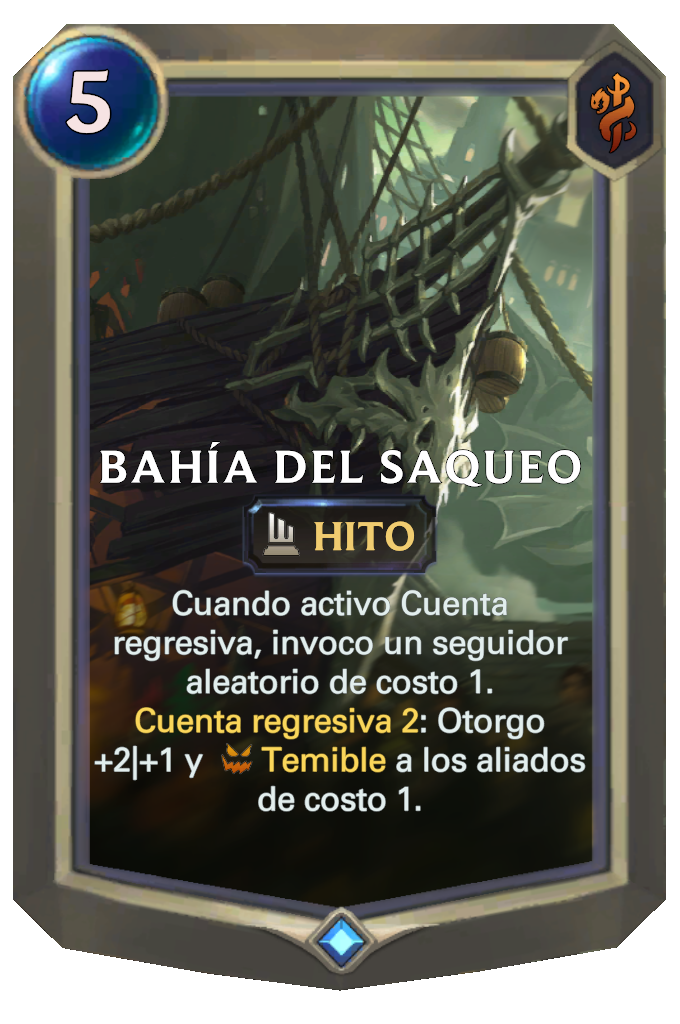 5
BAHÍA DEL SAQUEO
HITO
Cuando activo Cuenta
regresiva, invoco un seguidor
aleatorio de costo 1.
Cuenta regresiva 2: Otorgo
+2|+1 y Temible a los aliados
de costo 1.